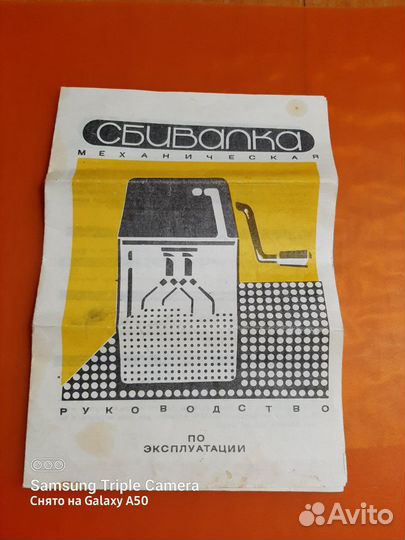 СБИВАЛКА
МЕХАНИЧЕСКАЯ
РУКОВОДСТВО
ПО
ЭКСПЛУАТАЦИИ
Samsung Triple Camera
Снято на Galaxy A50
Avito